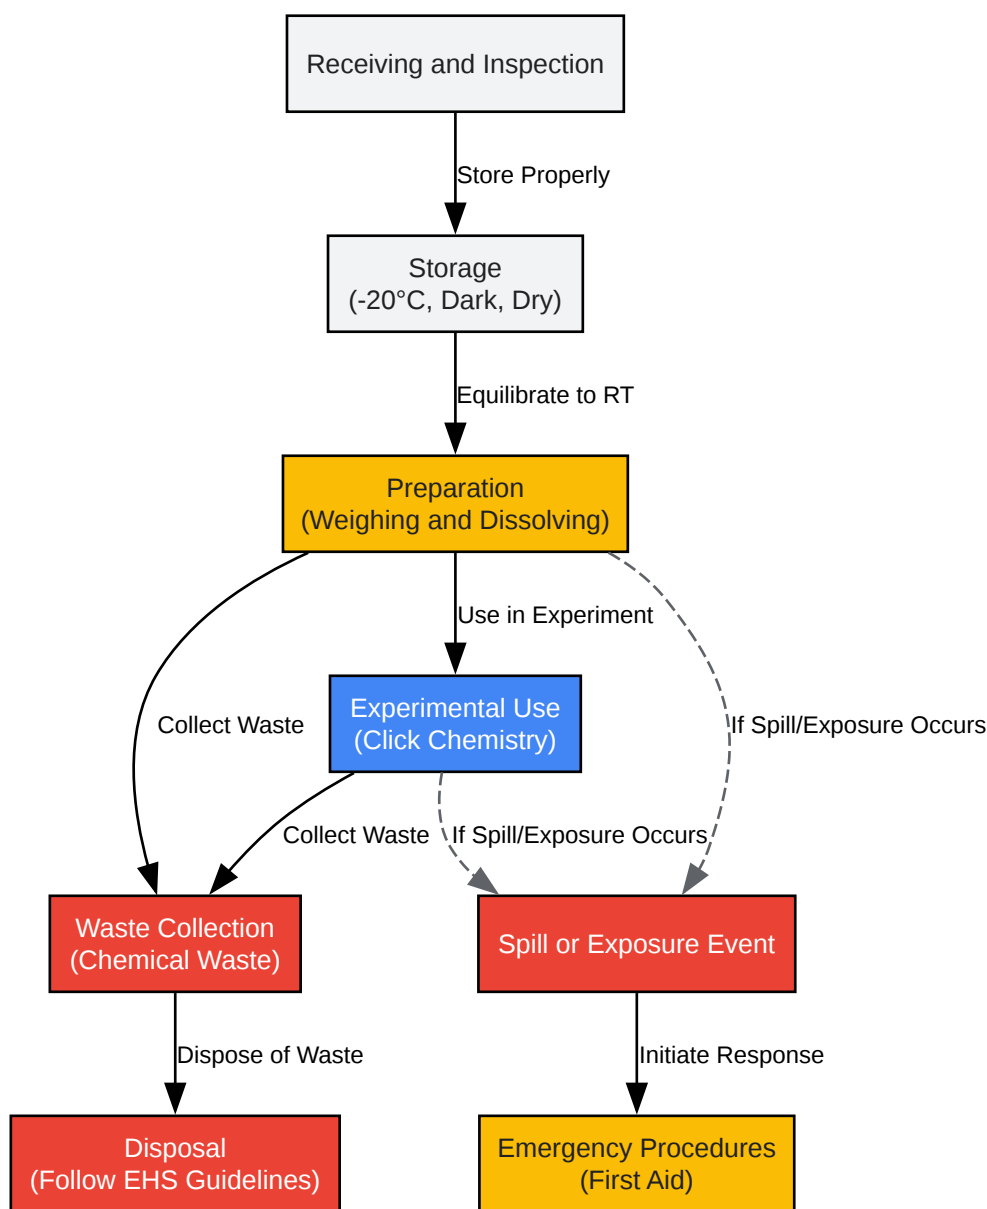 Receiving and Inspection
Store Properly
Storage
(-20°C, Dark, Dry)
Equilibrate to RT
Preparation
(Weighing and Dissolving)
Use in Experiment
Experimental Use
(Click Chemistry)
Collect Waste
If Spill/Exposure Occurs
Collect Waste
If Spill/Exposure Occurs
Waste Collection
(Chemical Waste)
Spill or Exposure Event
Dispose of Waste
Initiate Response
Disposal
(Follow EHS Guidelines)
Emergency Procedures
(First Aid)